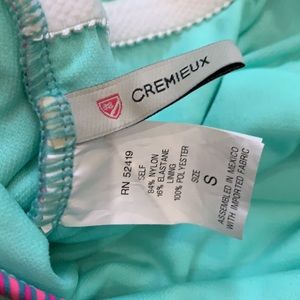 CREMIEUX
RN 52419
SELF
84% NYLON
16% ELASTANE
LINING
100% POLYESTER
SIZE
S
ASSEMBLED IN MEXICO
WITH IMPORTED FABRIC